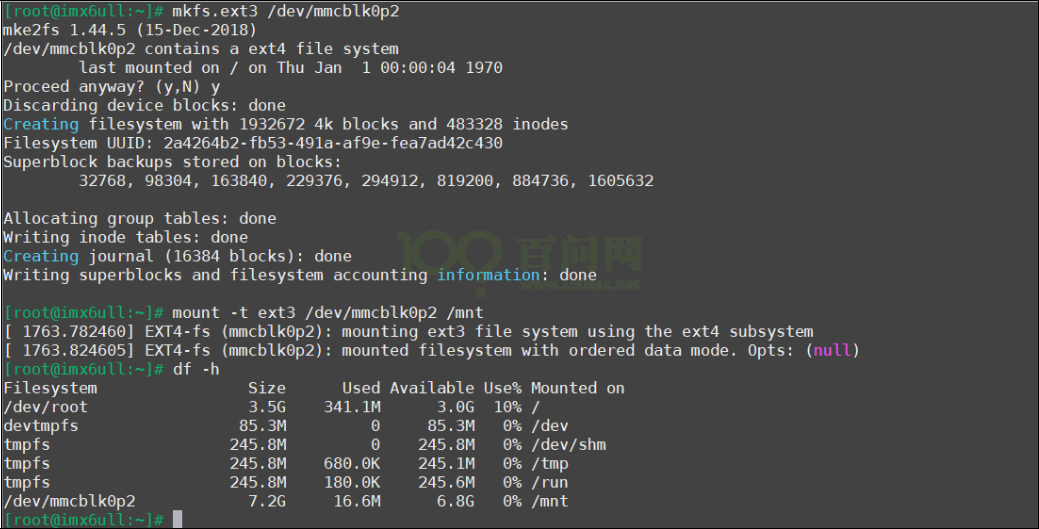 [root@imx6ull:~]# mkfs.ext3 /dev/mmcblk0p2
mke2fs 1.44.5 (15-Dec-2018)
/dev/mmcblk0p2 contains a ext4 file system
        last mounted on / on Thu Jan  1 00:00:04 1970
Proceed anyway? (y,N) y
Discarding device blocks: done
Creating filesystem with 1932672 4k blocks and 483328 inodes
Filesystem UUID: 2a4264b2-fb53-491a-af9e-fea7ad42c430
Superblock backups stored on blocks:
        32768, 98304, 163840, 229376, 294912, 819200, 884736, 1605632
Allocating group tables: done
Writing inode tables: done
Creating journal (16384 blocks): done
Writing superblocks and filesystem accounting information: done
100 百问网
[root@imx6ull:~]# mount -t ext3 /dev/mmcblk0p2 /mnt
[ 1763.782460] EXT4-fs (mmcblk0p2): mounting ext3 file system using the ext4 subsystem
[ 1763.824605] EXT4-fs (mmcblk0p2): mounted filesystem with ordered data mode. Opts: (null)
[root@imx6ull:~]# df -h
Filesystem                Size      Used Available Use% Mounted on
/dev/root                 3.5G    341.1M      3.0G  10% /
devtmpfs                 85.3M         0     85.3M   0% /dev
tmpfs                   245.8M         0    245.8M   0% /dev/shm
tmpfs                   245.8M    680.0K    245.1M   0% /tmp
tmpfs                   245.8M    180.0K    245.6M   0% /run
/dev/mmcblk0p2            7.2G     16.6M      6.8G   0% /mnt
[root@imx6ull:~]#